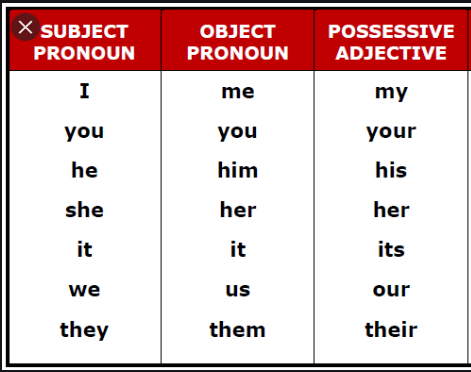 SUBJECT PRONOUN OBJECT PRONOUN POSSESSIVE ADJECTIVE
I me my
you you your
he him his
she her her
it it its
we us our
they them their